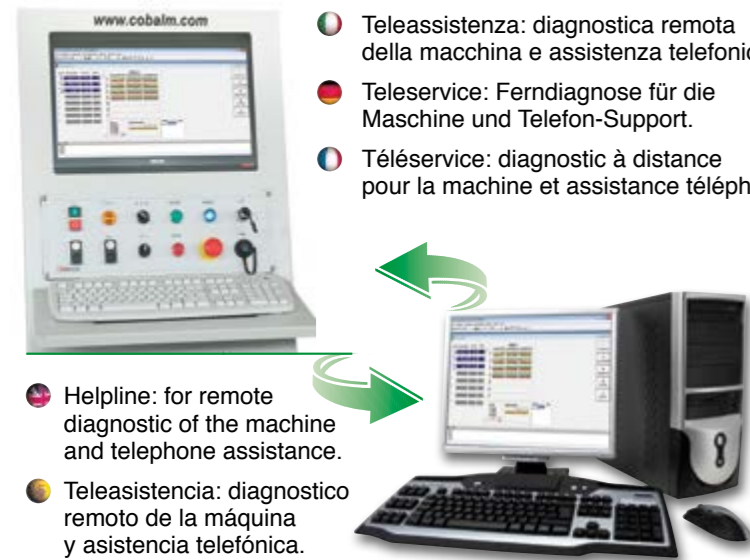 www.cobalm.com
Teleassistenza: diagnostica remota
della macchina e assistenza telefonic
Teleservice: Ferndiagnose für die
Maschine und Telefon-Support.
Téléservice: diagnostic à distance
pour la machine et assistance téléph
Helpline: for remote
diagnostic of the machine
and telephone assistance.
Teleasistencia: diagnostico
remoto de la máquina
y asistencia telefónica.